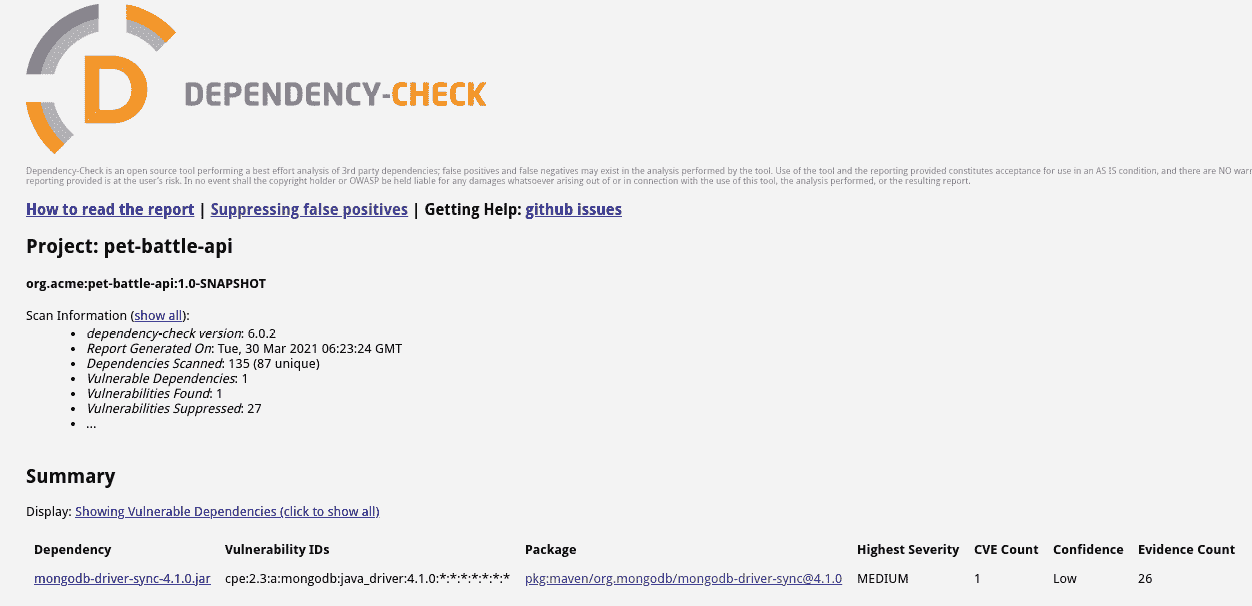 D
DEPENDENCY-CHECK
Dependency-Check is an open source tool performing a best effort analysis of 3rd party dependencies; false positives and false negatives may exist in the analysis performed by the tool. Use of the tool and the reporting provided constitutes acceptance for use in an AS IS condition, and there are NO
reporting provided is at the user's risk. In no event shall the copyright holder or OWASP be held liable for any damages whatsoever arising out of or in connection with the use of this tool, the analysis performed, or the resulting report.
How to read the report | Suppressing false positives | Getting Help: github issues
Project: pet-battle-api
org.acme:pet-battle-api:1.0-SNAPSHOT
Scan Information (show all):
• dependency-check version: 6.0.2
• Report Generated On: Tue, 30 Mar 2021 06:23:24 GMT
• Dependencies Scanned: 135 (87 unique)
• Vulnerable Dependencies: 1
• Vulnerabilities Found: 1
• Vulnerabilities Suppressed: 27
• ...
Summary
Display: Showing Vulnerable Dependencies (click to show all)
Dependency Vulnerability IDs Package Highest Severity CVE Count Confidence Evidence Count
mongodb-driver-sync-4.1.0.jar cpe:2.3:a:mongodb:java_driver:4.1.0:*:*:*:*:*:*:* pkg:maven/org.mongodb/mongodb-driver-sync@4.1.0 MEDIUM 1 Low 26